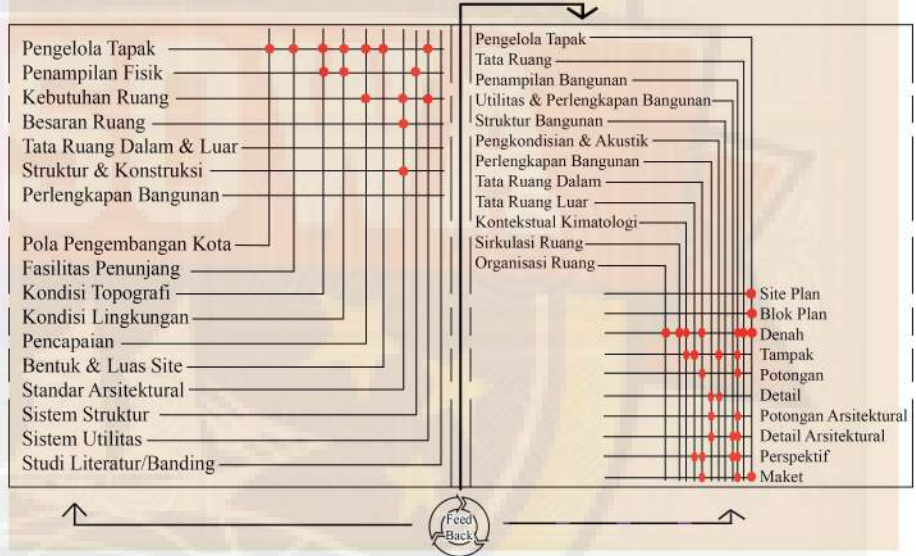 Pengelola Tapak
Penampilan Fisik
Kebutuhan Ruang
Besaran Ruang
Tata Ruang Dalam & Luar
Struktur & Konstruksi
Perlengkapan Bangunan
Pola Pengembangan Kota
Fasilitas Penunjang
Kondisi Topografi
Kondisi Lingkungan
Pencapaian
Bentuk & Luas Site
Standar Arsitektural
Sistem Struktur
Sistem Utilitas
Studi Literatur/Banding
Pengelola Tapak
Tata Ruang
Penampilan Bangunan
Utilitas & Perlengkapan Bangunan
Struktur Bangunan
Pengkondisian & Akustik
Perlengkapan Bangunan
Tata Ruang Dalam
Tata Ruang Luar
Kontekstual Kimatologi
Sirkulasi Ruang
Organisasi Ruang
Site Plan
Blok Plan
Denah
Tampak
Potongan
Detail
Potongan Arsitektural
Detail Arsitektural
Perspektif
Maket
Feed
Back